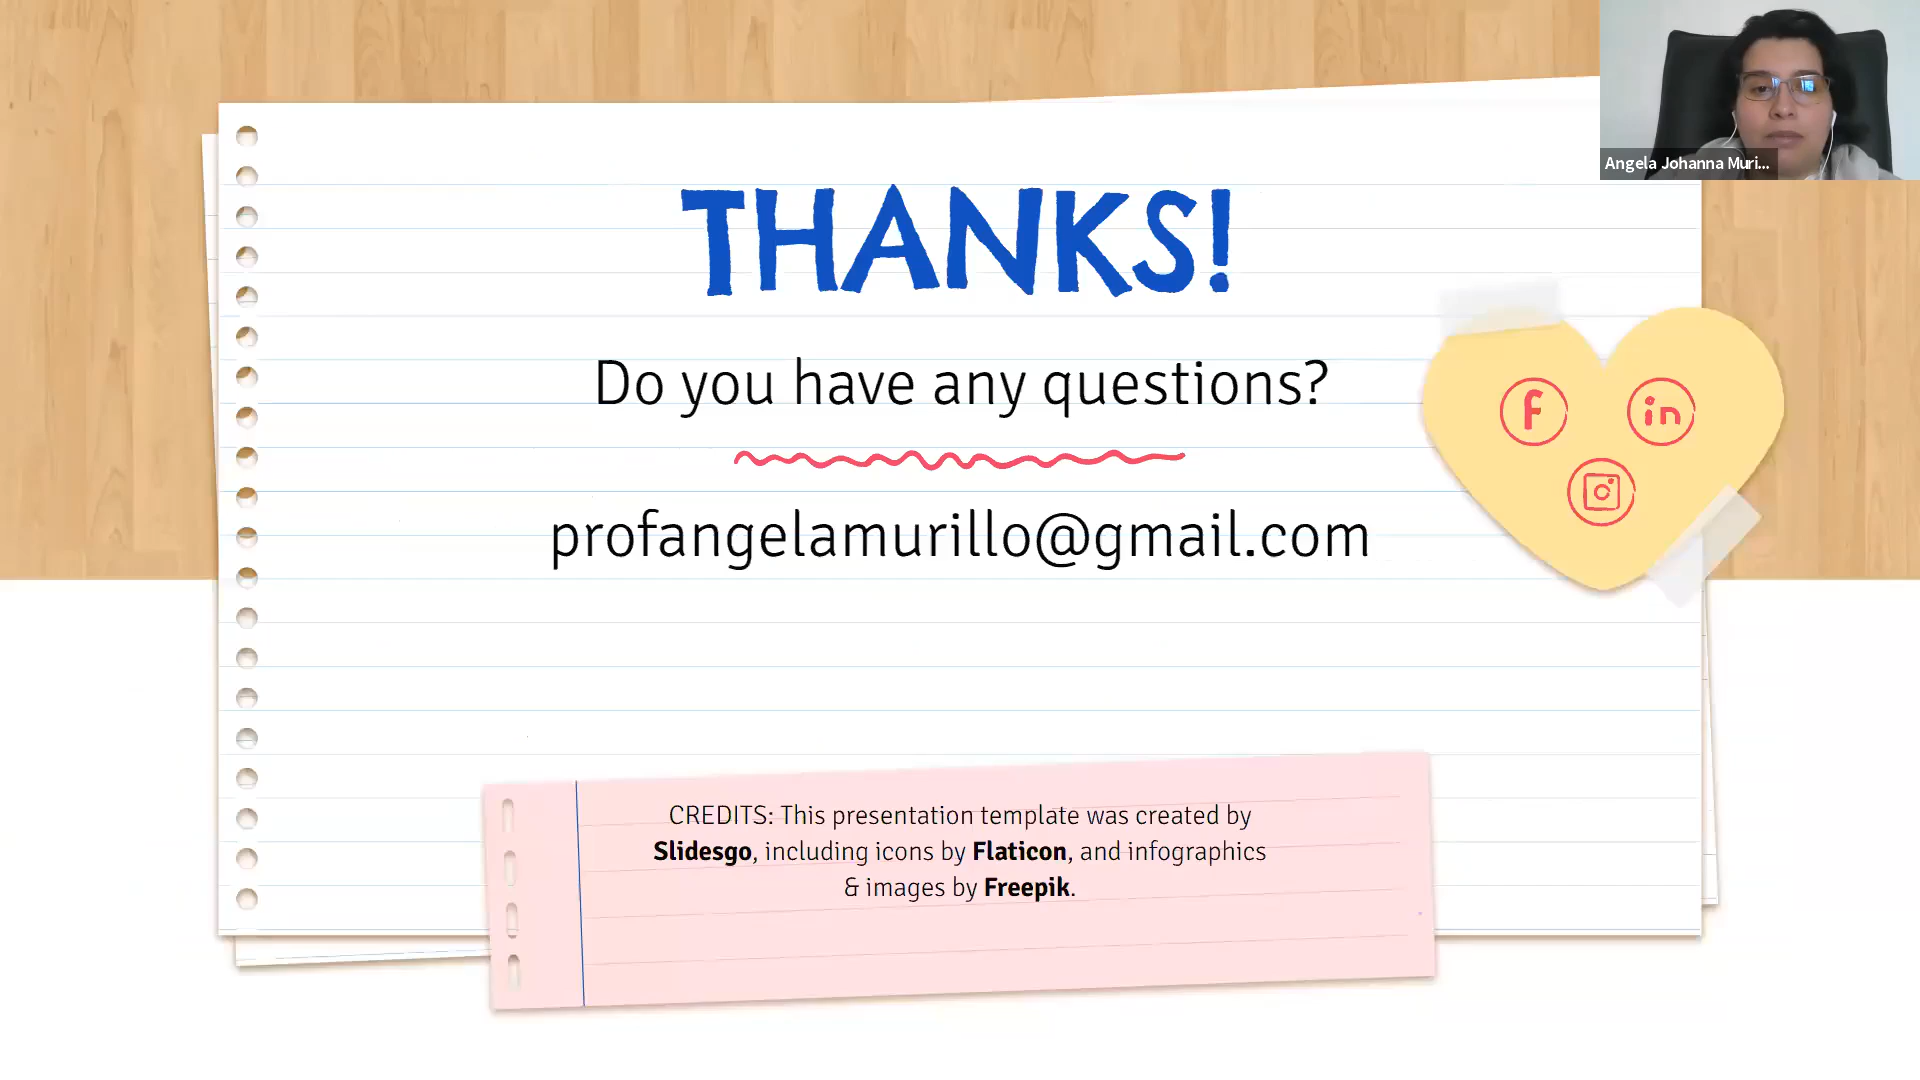 Angela Johanna Muri...
THANKS!
Do you have any questions?
profangelamurillo@gmail.com
f
in
CREDITS: This presentation template was created by
Slidesgo, including icons by Flaticon, and infographics
& images by Freepik.